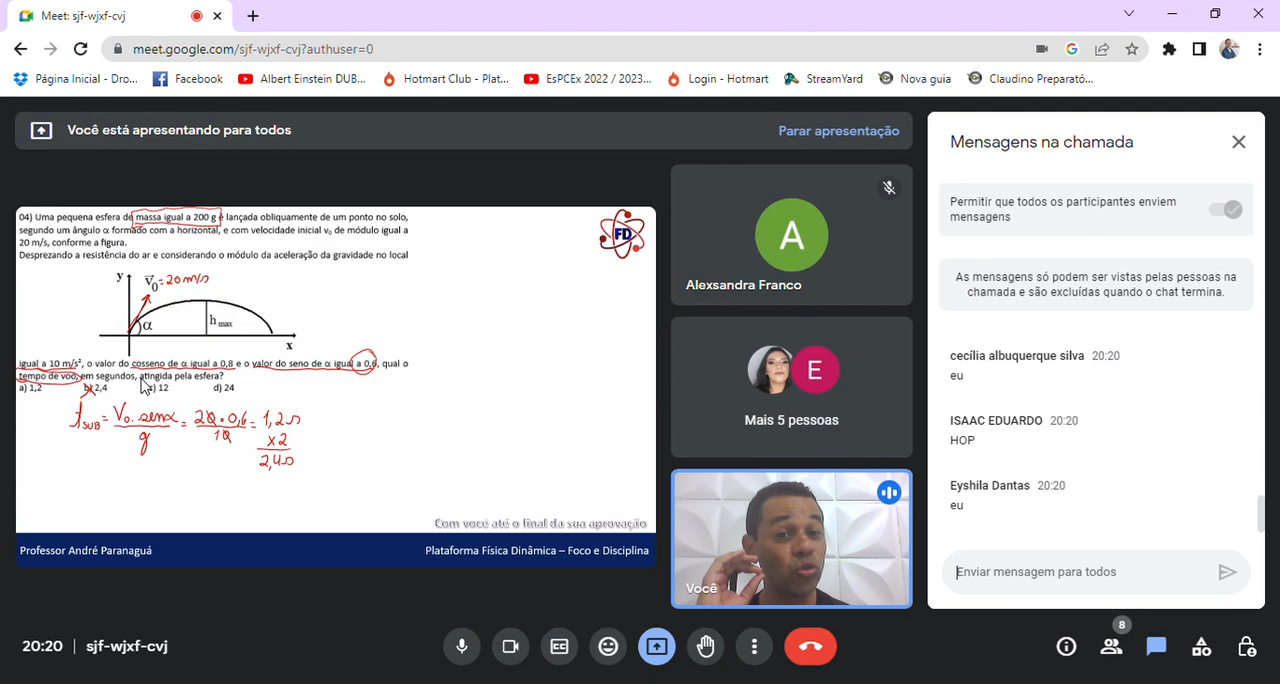 Meet: sjf-wjxf-cvj
meet.google.com/sjf-wjxf-cvj?authuser=0
Página Inicial - Dro... Facebook Albert Einstein DUB... Hotmart Club - Plat... EsPCEx 2022 / 2023... Login - Hotmart StreamYard Nova guia Claudino Preparató...
Você está apresentando para todos
Parar apresentação
04) Uma pequena esfera de massa igual a 200 g é lançada obliquamente de um ponto no solo,
segundo um ângulo α formado com a horizontal, e com velocidade inicial v₀ de módulo igual a
20 m/s, conforme a figura.
Desprezando a resistência do ar e considerando o módulo da aceleração da gravidade no local
FD
y
v₀ = 20 m/s
α
h max
x
igual a 10 m/s², o valor do cosseno de α igual a 0,8 e o valor do seno de α igual a 0,6, qual o
tempo de voo, em segundos, atingida pela esfera?
a) 1,2 b) 2,4 c) 12 d) 24
tSUB = V₀. senα / g = 20 . 0,6 / 10 = 1,2 s
x2
2,4 s
Com você até o final da sua aprovação
Professor André Paranaguá
Plataforma Física Dinâmica – Foco e Disciplina
A
Alexsandra Franco
E
Mais 5 pessoas
Você
Mensagens na chamada
Permitir que todos os participantes enviem
mensagens
As mensagens só podem ser vistas pelas pessoas na
chamada e são excluídas quando o chat termina.
cecília albuquerque silva 20:20
eu
ISAAC EDUARDO 20:20
HOP
Eyshila Dantas 20:20
eu
Enviar mensagem para todos
20:20 | sjf-wjxf-cvj
8